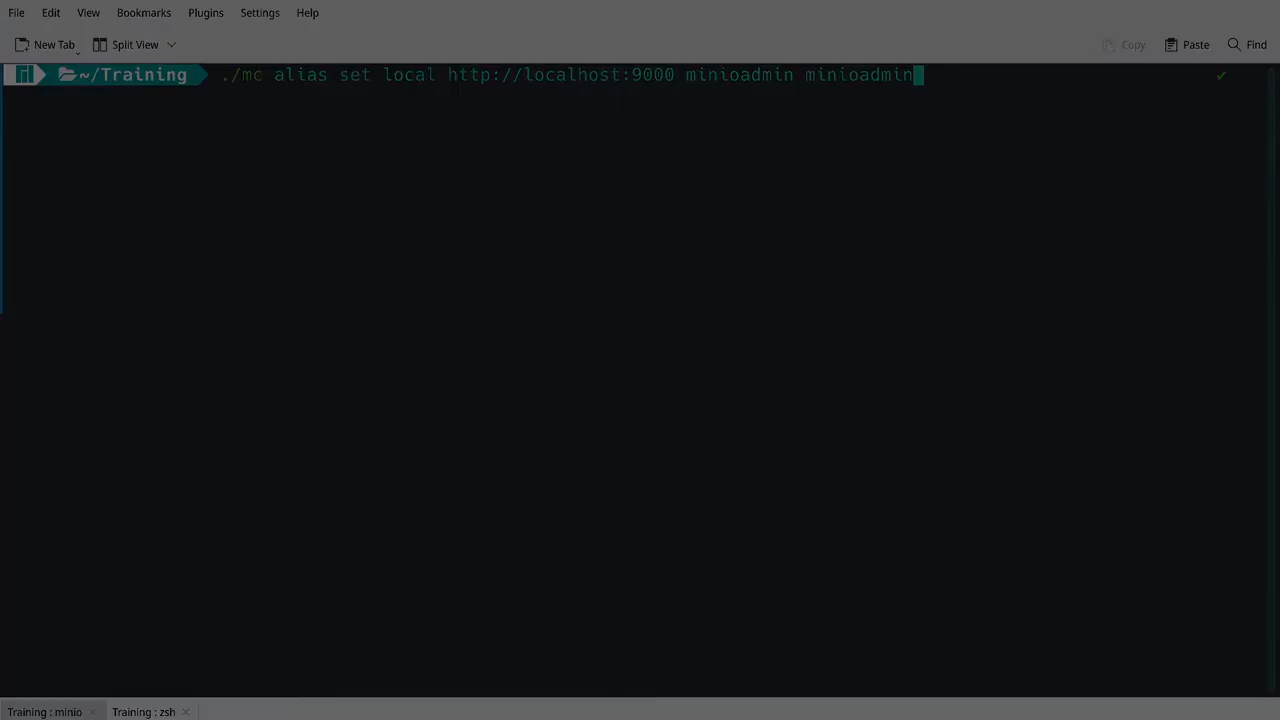 File Edit View Bookmarks Plugins Settings Help
New Tab Split View Copy Paste Find
~/Training ./mc alias set local http://localhost:9000 minioadmin minioadmin
Training : minio Training : zsh